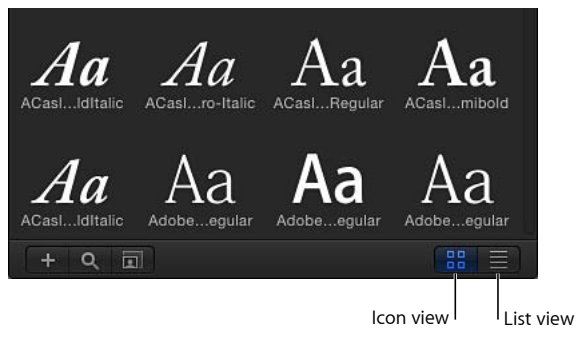 Aa Aa Aa Aa
ACasl...ldItalic ACasl...ro-Italic ACasl...Regular ACasl...mibold
Aa Aa Aa Aa
ACasl...ldItalic Adobe...egular Adobe...egular Adobe...egular
Icon view List view